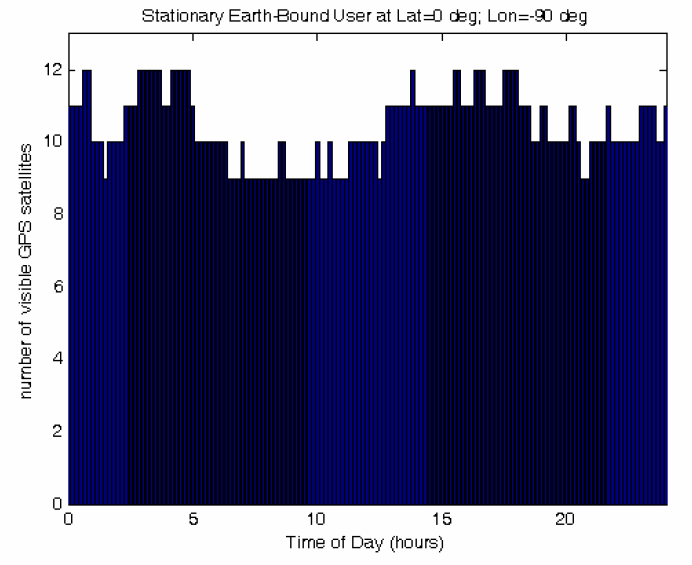 Stationary Earth-Bound User at Lat=0 deg; Lon=-90 deg
number of visible GPS satellites
12
10
8
6
4
2
0
0 5 10 15 20
Time of Day (hours)